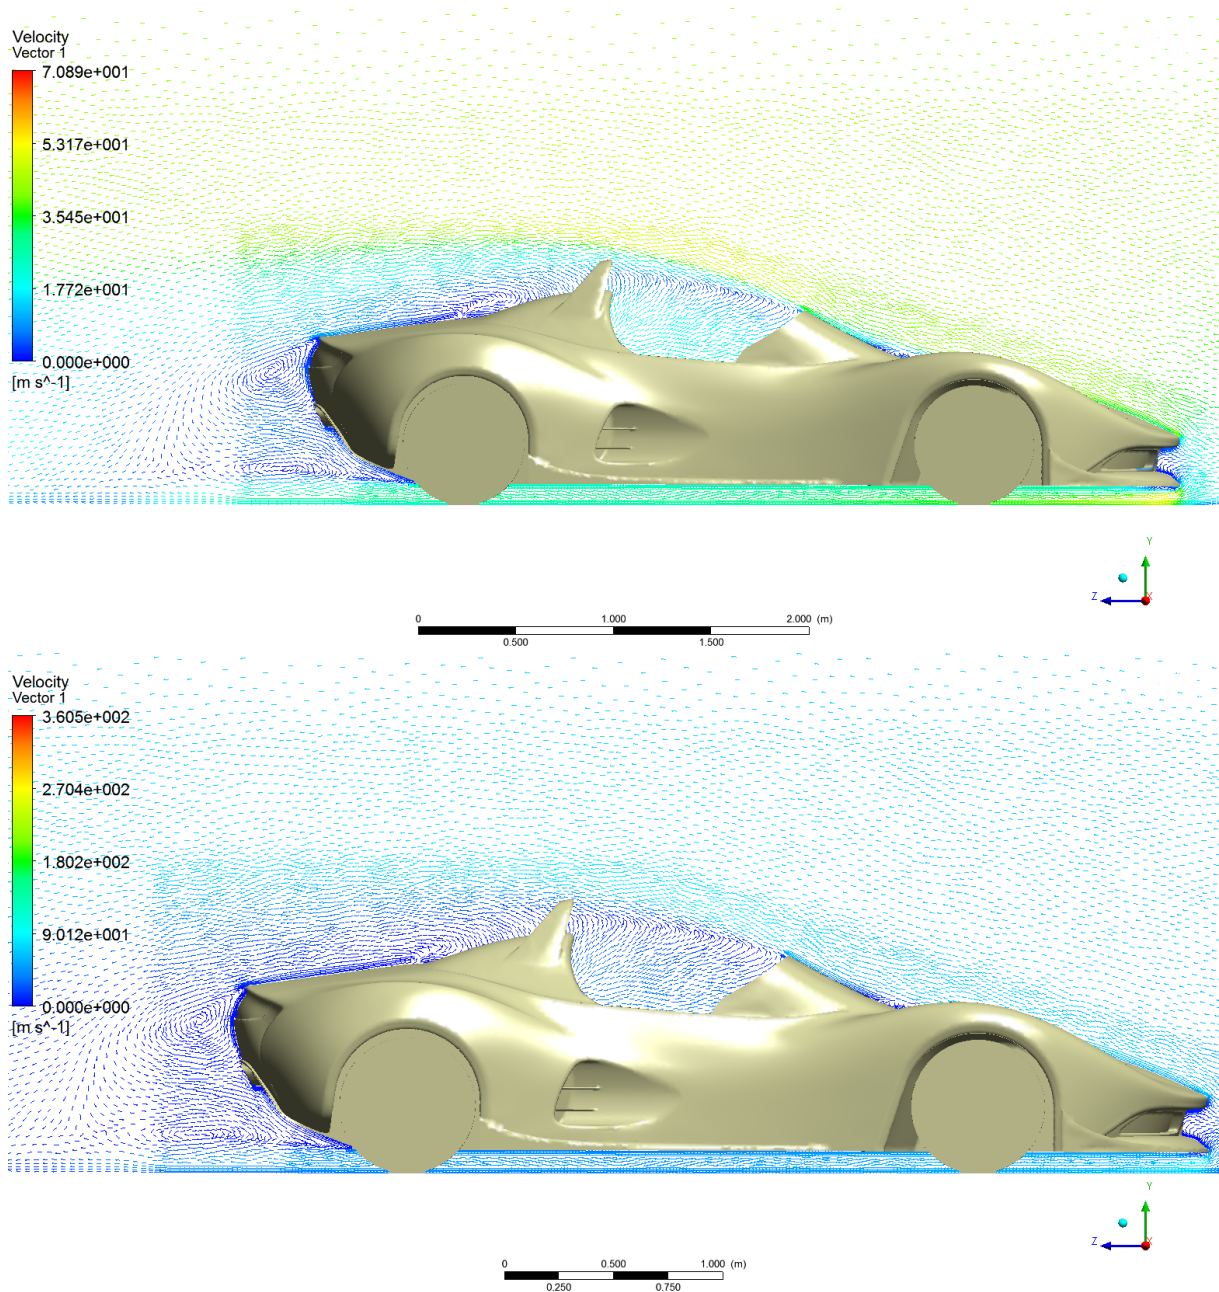 Velocity
Vector 1
7.089e+001
5.317e+001
3.545e+001
1.772e+001
0.000e+000
[m s^-1]
Y
Z
X
0 1.000 2.000 (m)
0.500 1.500
Velocity
Vector 1
3.605e+002
2.704e+002
1.802e+002
9.012e+001
0.000e+000
[m s^-1]
Y
Z
X
0 0.500 1.000 (m)
0.250 0.750